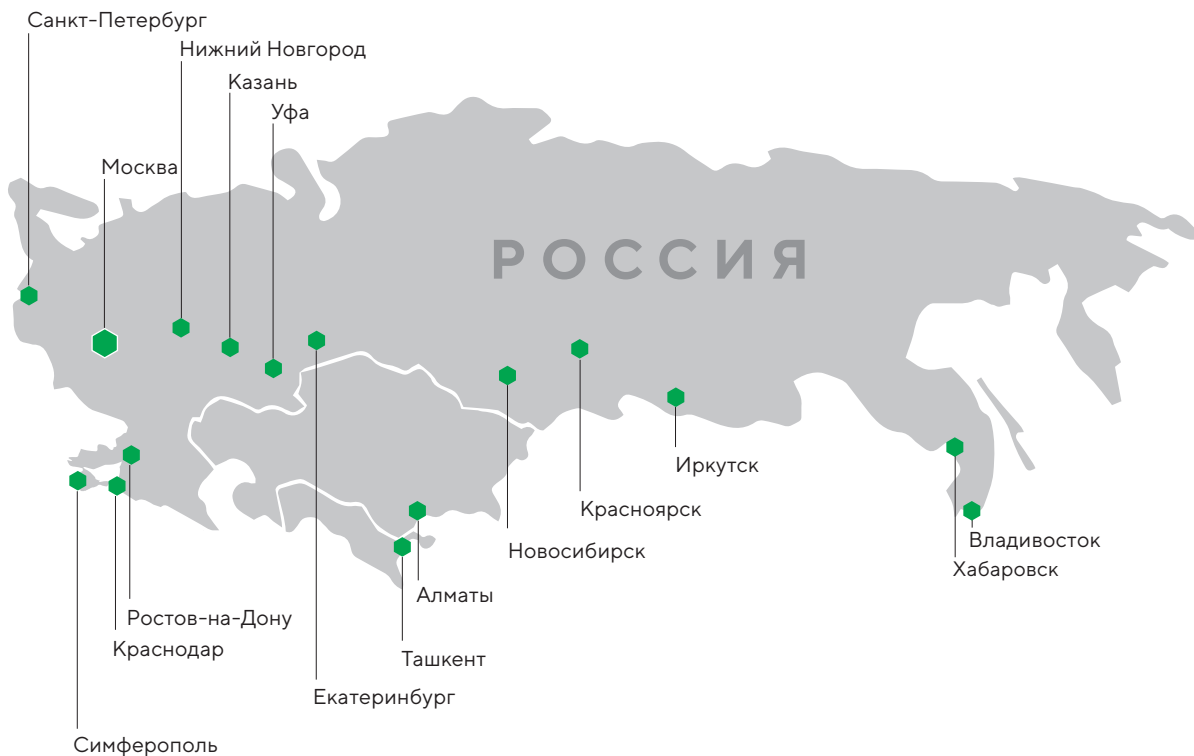 Санкт-Петербург
Нижний Новгород
Казань
Уфа
Москва
РОССИЯ
Иркутск
Красноярск
Владивосток
Новосибирск
Хабаровск
Алматы
Ростов-на-Дону
Краснодар
Ташкент
Екатеринбург
Симферополь